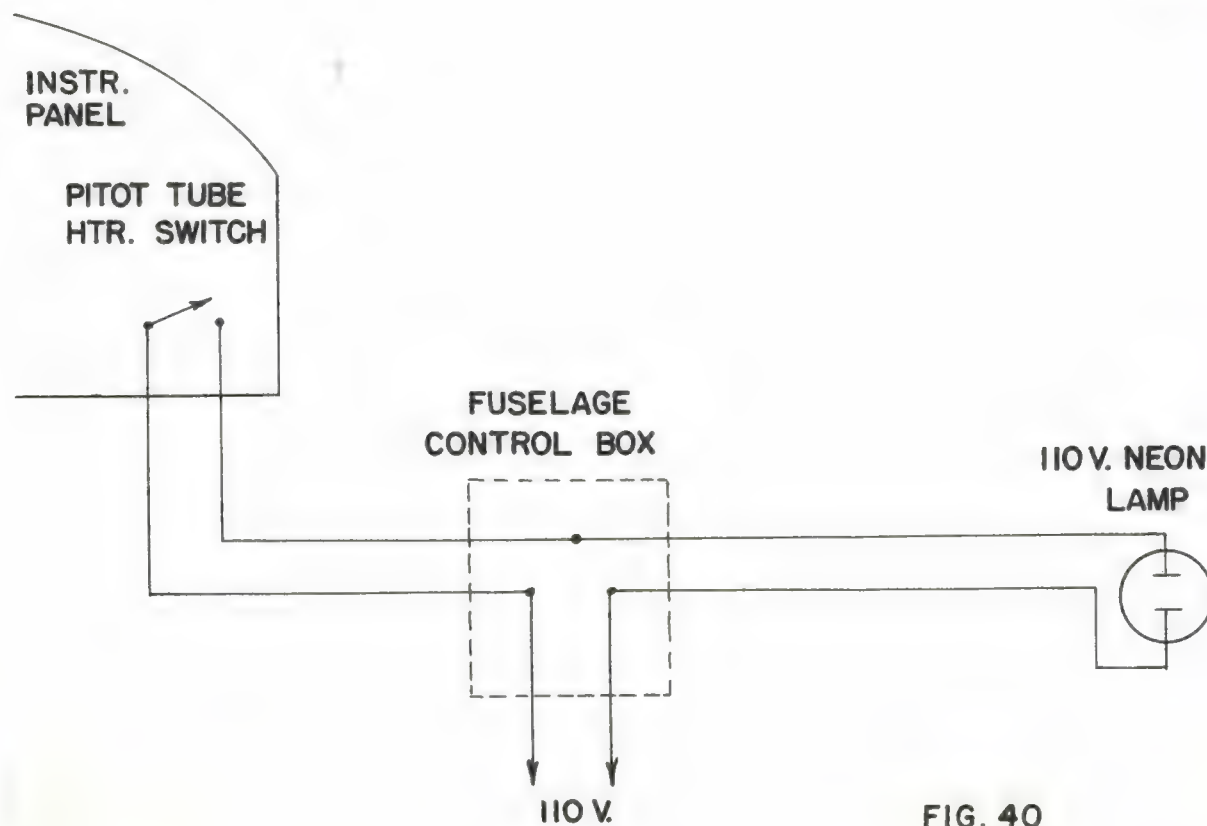 INSTR.
PANEL
PITOT TUBE
HTR. SWITCH
FUSELAGE
CONTROL BOX
110 V. NEON
LAMP
110 V.
FIG. 40